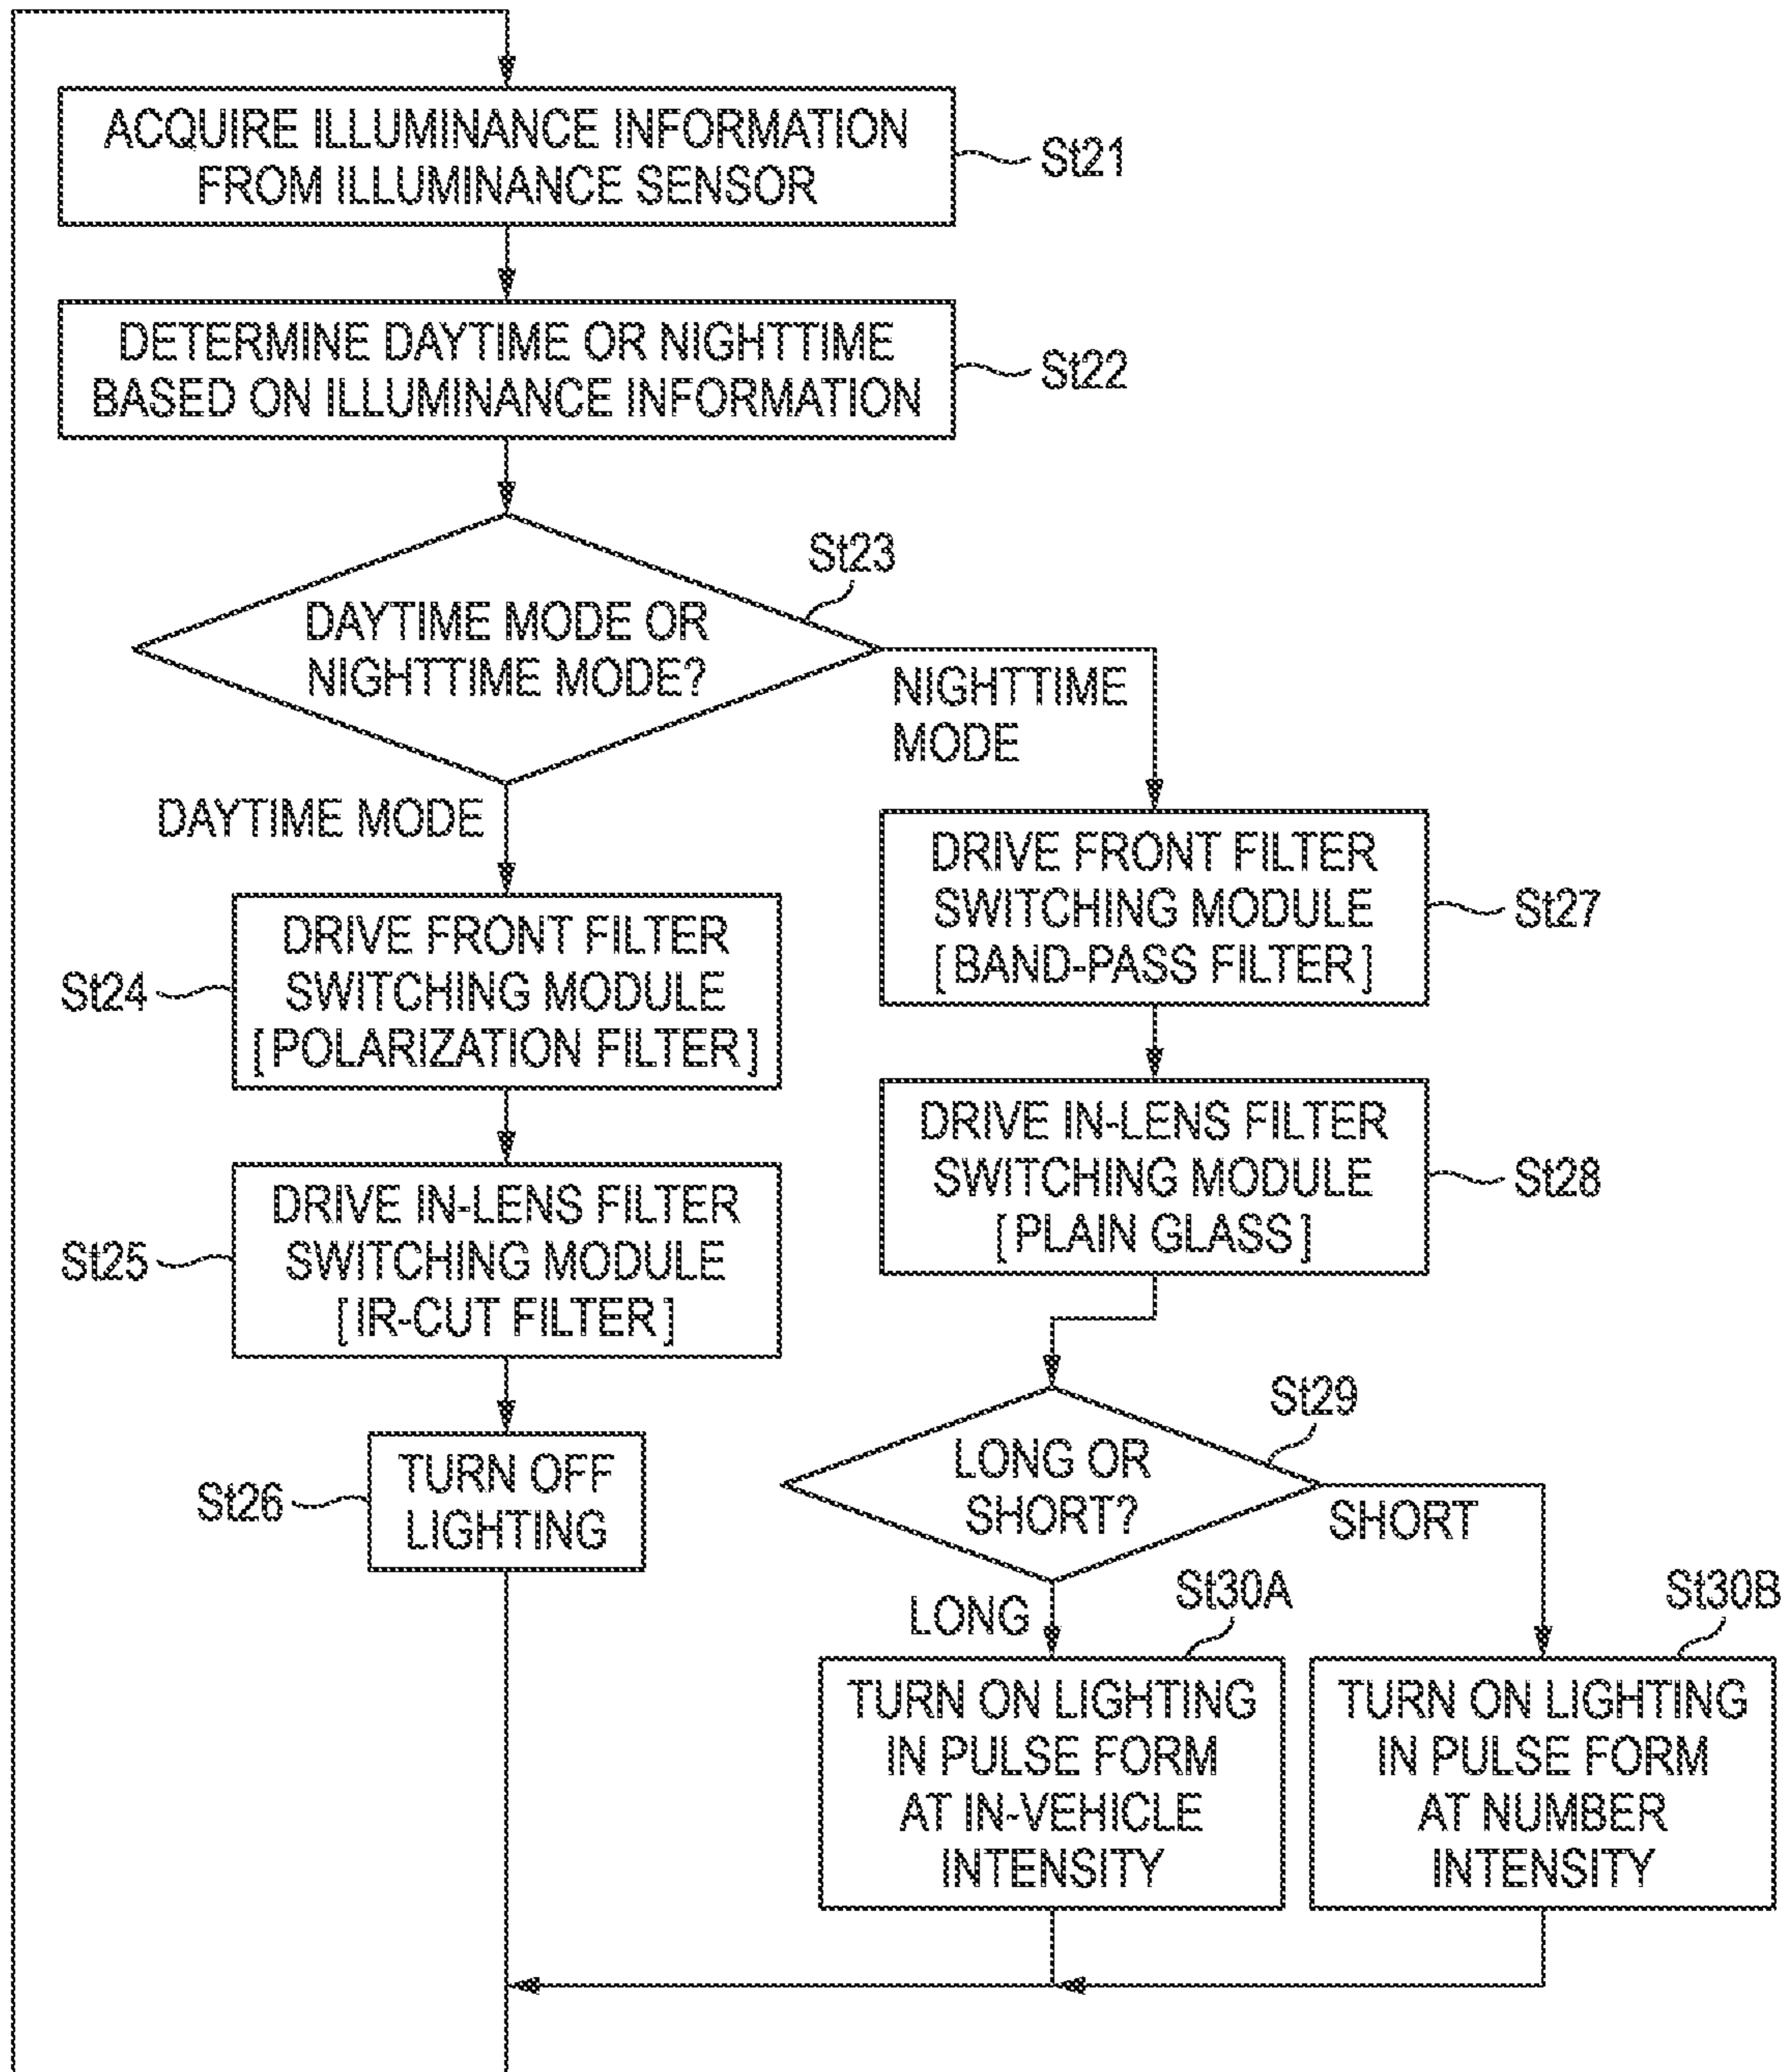 ACQUIRE ILLUMINANCE INFORMATION
FROM ILLUMINANCE SENSOR
St21
DETERMINE DAYTIME OR NIGHTTIME
BASED ON ILLUMINANCE INFORMATION
St22
St23
DAYTIME MODE OR
NIGHTTIME MODE?
NIGHTTIME
MODE
DAYTIME MODE
DRIVE FRONT FILTER
SWITCHING MODULE
[POLARIZATION FILTER]
St24
DRIVE IN-LENS FILTER
SWITCHING MODULE
[IR-CUT FILTER]
St25
TURN OFF
LIGHTING
St26
DRIVE FRONT FILTER
SWITCHING MODULE
[BAND-PASS FILTER]
St27
DRIVE IN-LENS FILTER
SWITCHING MODULE
[PLAIN GLASS]
St28
St29
LONG OR
SHORT?
SHORT
LONG
St30A
TURN ON LIGHTING
IN PULSE FORM
AT IN-VEHICLE
INTENSITY
St30B
TURN ON LIGHTING
IN PULSE FORM
AT NUMBER
INTENSITY